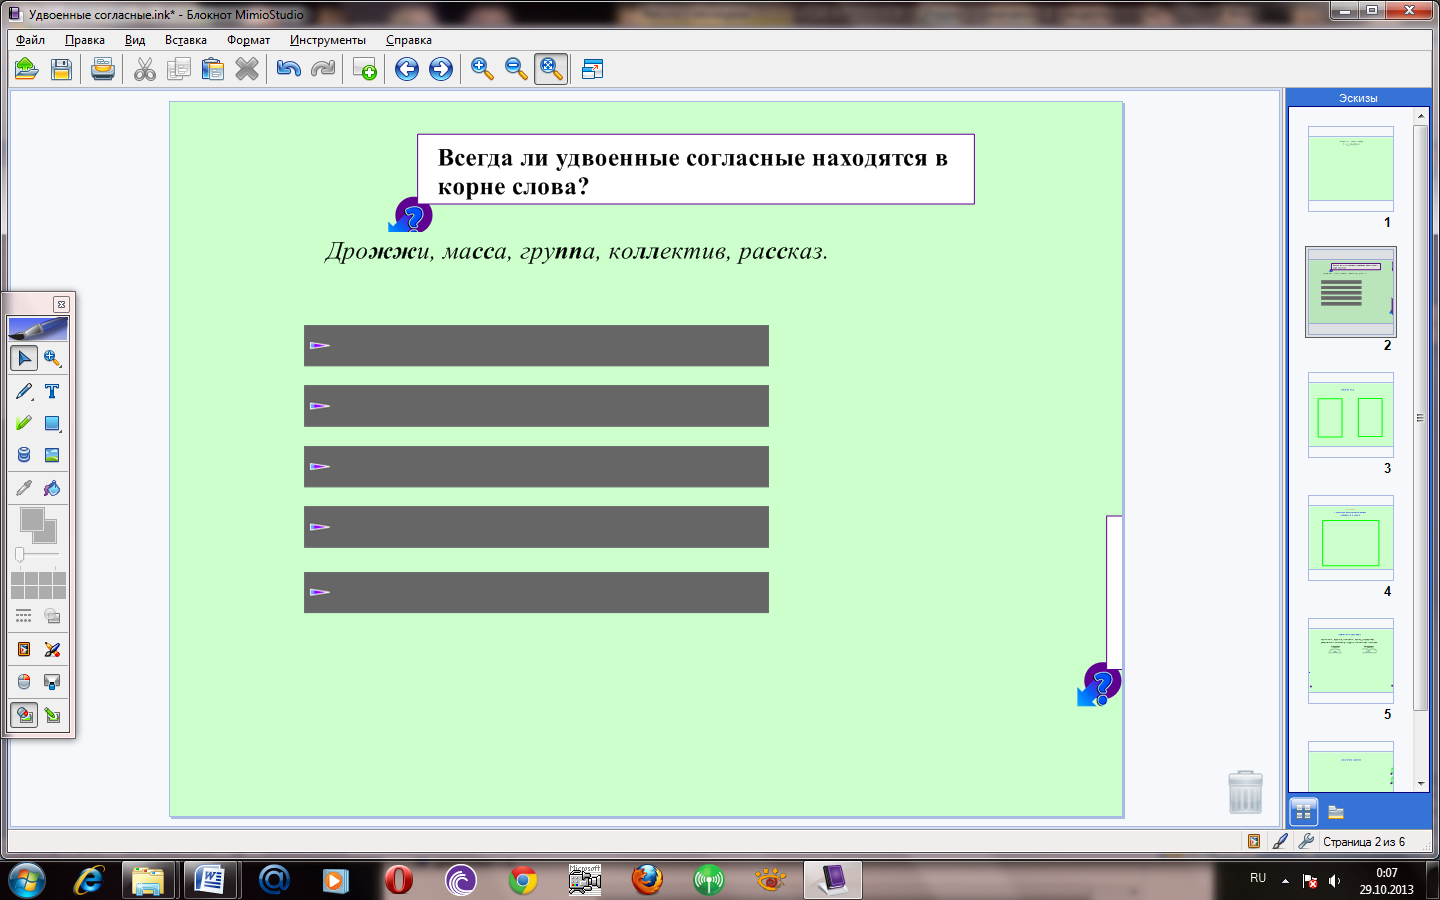 Удвоенные согласные.ink* - Блокнот MimioStudio
Файл Правка Вид Вставка Формат Инструменты Справка
Эскизы
Всегда ли удвоенные согласные находятся в
корне слова?
Дрожжи, масса, группа, коллектив, рассказ.
1
2
3
4
5
Страница 2 из 6
RU
0:07
29.10.2013